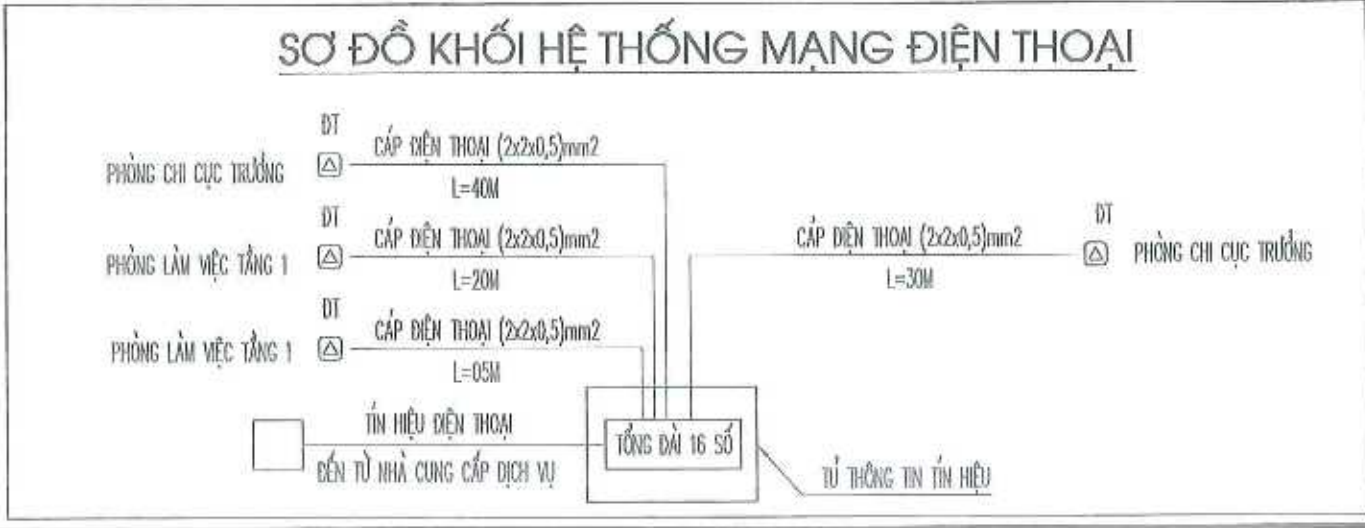 SƠ ĐỒ KHỐI HỆ THỐNG MẠNG ĐIỆN THOẠI
ĐT
PHÒNG CHI CỤC TRƯỞNG
CÁP ĐIỆN THOẠI (2x2x0,5)mm2
L=40M
ĐT
PHÒNG LÀM VIỆC TẦNG 1
CÁP ĐIỆN THOẠI (2x2x0,5)mm2
L=20M
ĐT
PHÒNG LÀM VIỆC TẦNG 1
CÁP ĐIỆN THOẠI (2x2x0,5)mm2
L=05M
CÁP ĐIỆN THOẠI (2x2x0,5)mm2
L=30M
ĐT
PHÒNG CHI CỤC TRƯỞNG
TÍN HIỆU ĐIỆN THOẠI
ĐẾN TỪ NHÀ CUNG CẤP DỊCH VỤ
TỔNG ĐÀI 16 SỐ
TỦ THÔNG TIN TÍN HIỆU